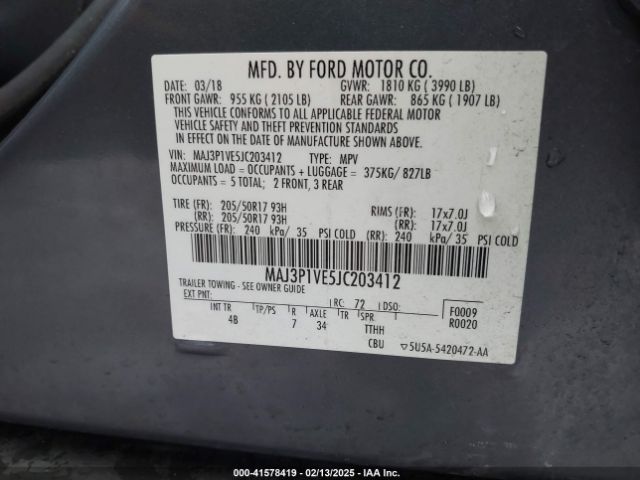 MFD. BY FORD MOTOR CO.
DATE: 03/18 GVWR: 1810 KG ( 3990 LB)
FRONT GAWR: 955 KG ( 2105 LB) REAR GAWR: 865 KG ( 1907 LB)
THIS VEHICLE CONFORMS TO ALL APPLICABLE FEDERAL MOTOR
VEHICLE SAFETY AND THEFT PREVENTION STANDARDS
IN EFFECT ON THE DATE OF MANUFACTURE SHOWN ABOVE.
VIN: MAJ3P1VE5JC203412 TYPE: MPV
MAXIMUM LOAD = OCCUPANTS + LUGGAGE = 375KG/ 827LB
OCCUPANTS = 5 TOTAL; 2 FRONT, 3 REAR
TIRE (FR): 205/50R17 93H RIMS (FR): 17x7.0J
(RR): 205/50R17 93H (RR): 17x7.0J
PRESSURE (FR): 240 kPa/ 35 PSI COLD (RR): 240 kPa/ 35 PSI COLD
MAJ3P1VE5JC203412
TRAILER TOWING - SEE OWNER GUIDE
EXT PNT: RC: 72 DSO: F0009
INT TR TP/PS R AXLE TR SPR R0020
4B 7 34 TTHH
CBU ▽5U5A-5420472-AA
000-41578419 - 02/13/2025 - IAAI.COM